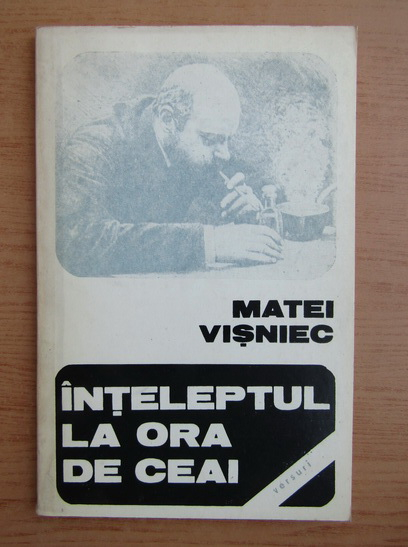 MATEI
VIȘNIEC
ÎNȚELEPTUL
LA ORA
DE CEAI
versuri